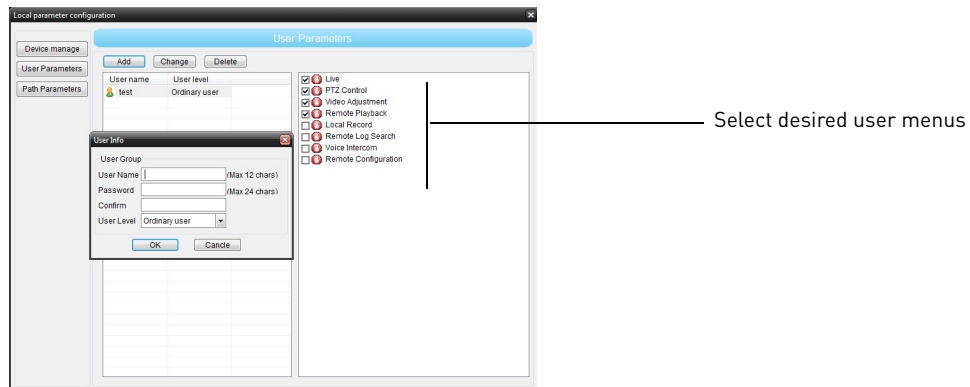 Local parameter configuration
User Parameters
Device manage
User Parameters
Path Parameters
Add Change Delete
User name User level
test Ordinary user
Live
PTZ Control
Video Adjustment
Remote Playback
Local Record
Remote Log Search
Voice Intercom
Remote Configuration
User Info
User Group
User Name (Max 12 chars)
Password (Max 24 chars)
Confirm
User Level Ordinary user
OK Cancle
Select desired user menus